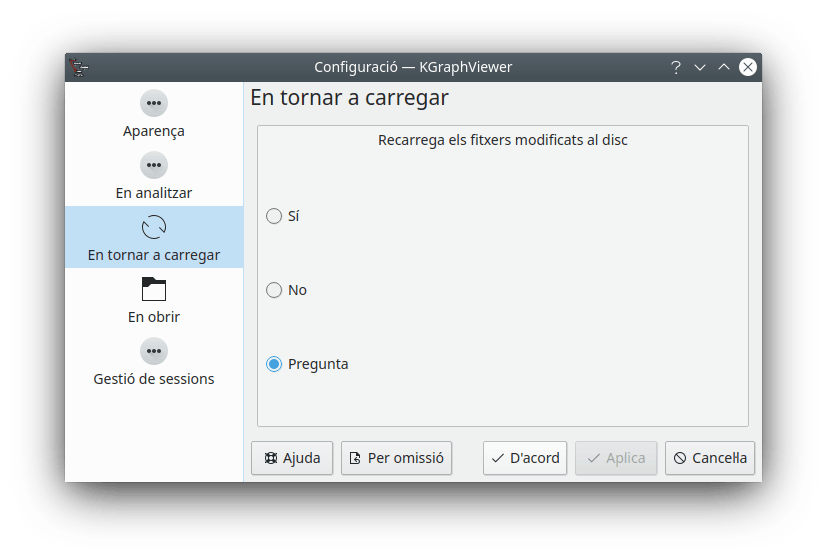 Configuració — KGraphViewer
Aparença
En analitzar
En tornar a carregar
En obrir
Gestió de sessions
En tornar a carregar
Recarrega els fitxers modificats al disc
Sí
No
Pregunta
Ajuda
Per omissió
D'acord
Aplica
Canceŀla